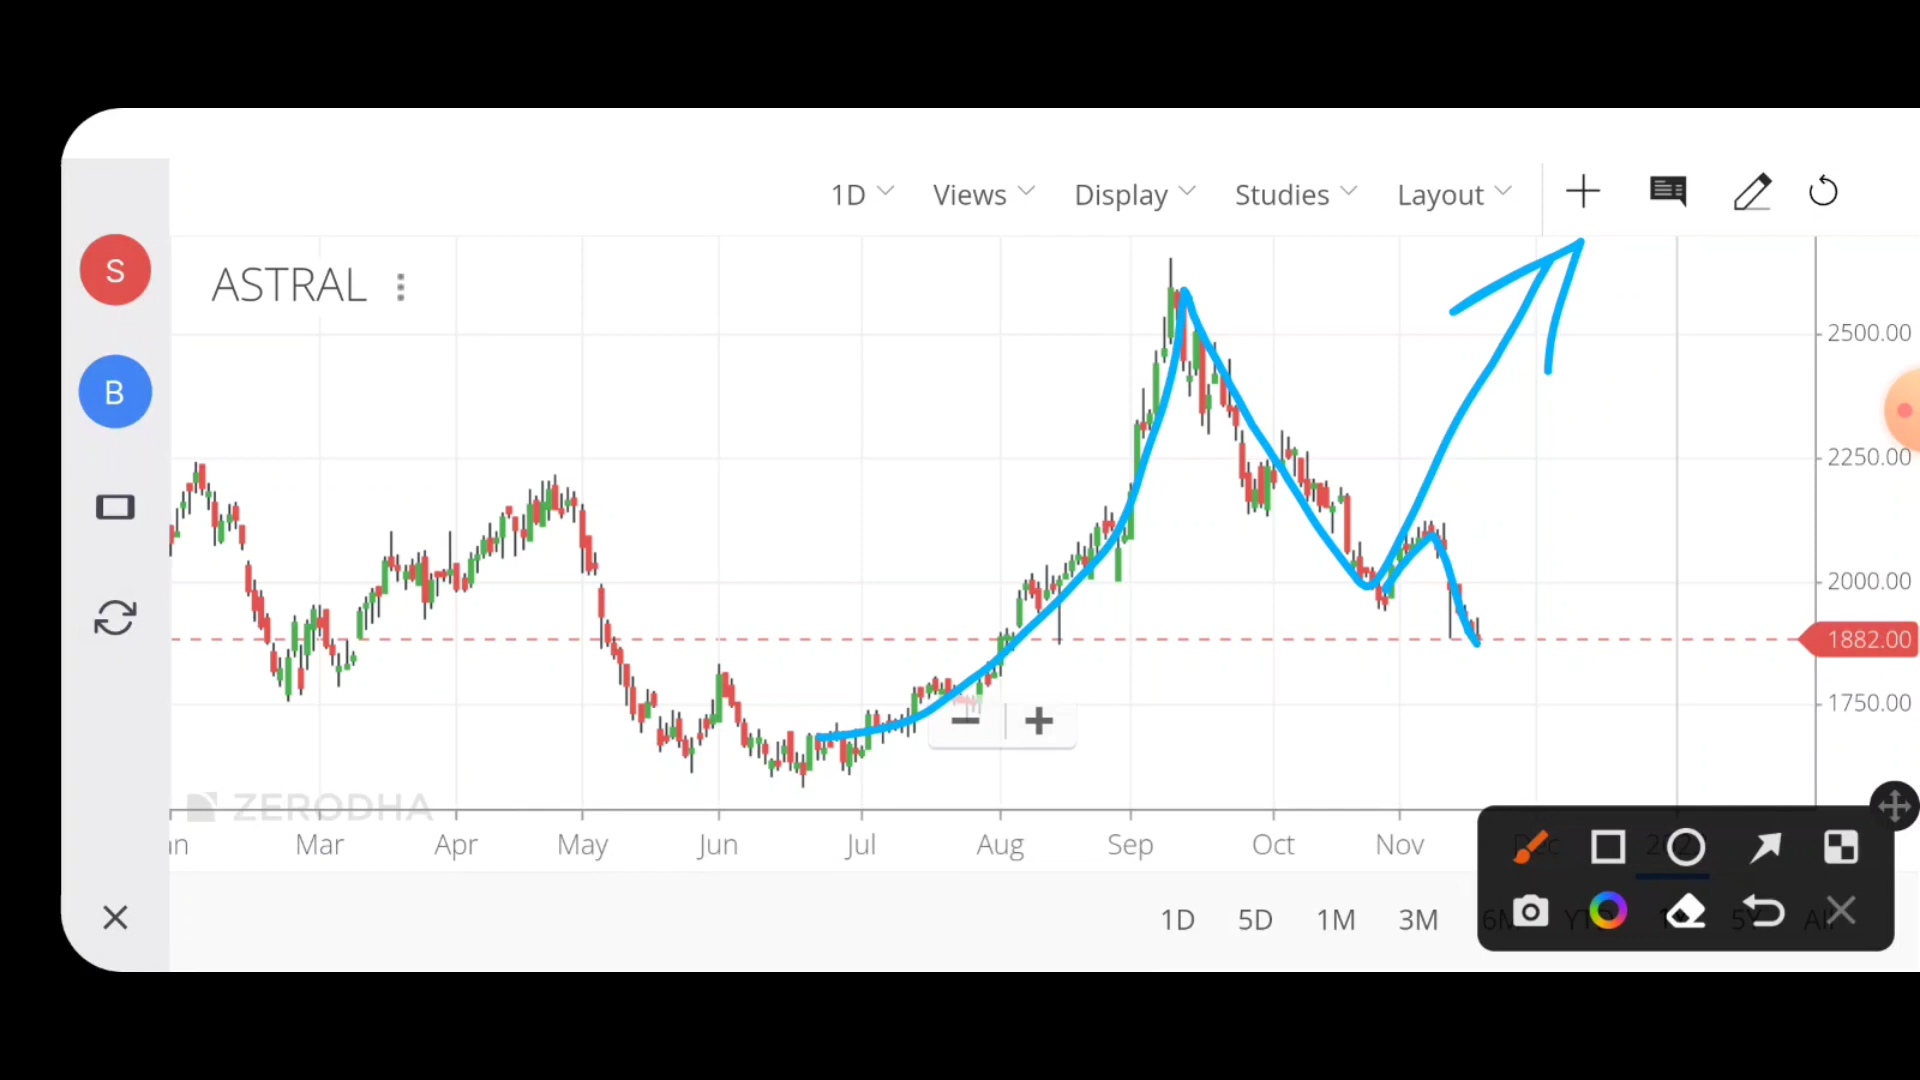 1D Views Display Studies Layout
S
ASTRAL
2500.00
B
2250.00
2000.00
1882.00
1750.00
ZERODHA
Mar Apr May Jun Jul Aug Sep Oct Nov Dec
1D 5D 1M 3M 6M YTD 5Y All